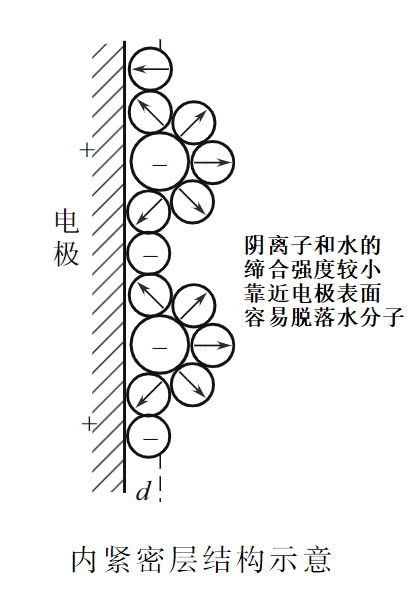 +
电
极
+
−
−
−
−
阴离子和水的
缔合强度较小
靠近电极表面
容易脱落水分子
d
内紧密层结构示意